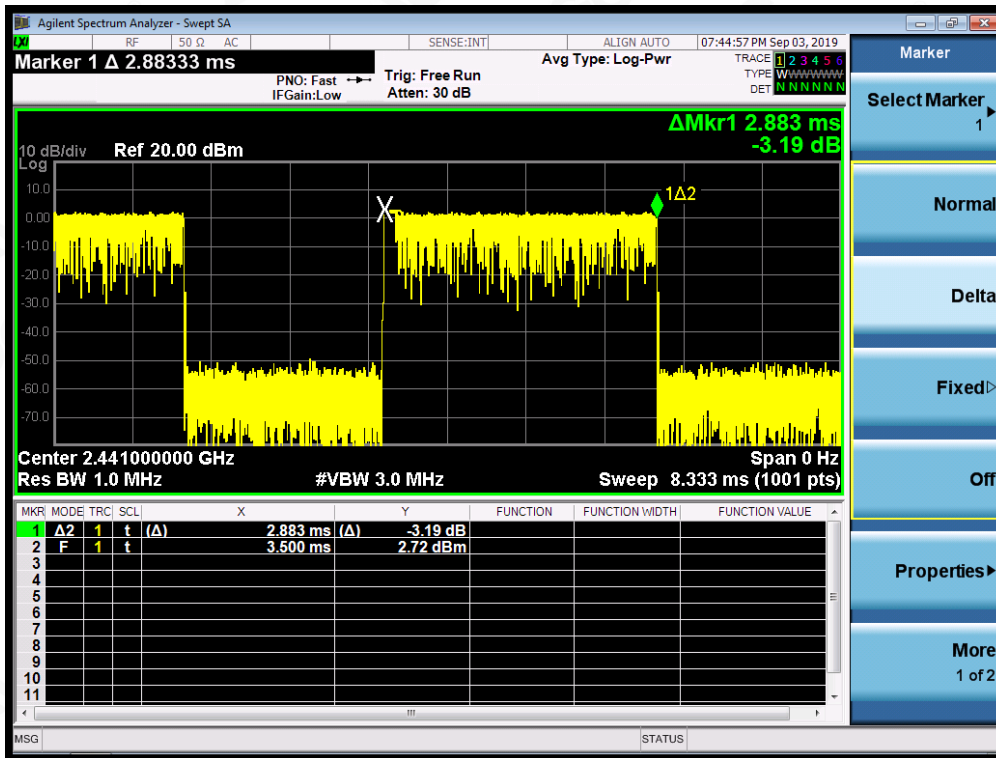 Agilent Spectrum Analyzer - Swept SA
LXI RF 50 Ω AC SENSE:INT ALIGN AUTO 07:44:57 PM Sep 03, 2019
Marker 1 Δ 2.88333 ms
PNO: Fast
IFGain:Low
Trig: Free Run
Atten: 30 dB
Avg Type: Log-Pwr
TRACE 1 2 3 4 5 6
TYPE WWWWWWW
DET N N N N N N
ΔMkr1 2.883 ms
-3.19 dB
10 dB/div Ref 20.00 dBm
Log
10.0
0.00
-10.0
-20.0
-30.0
-40.0
-50.0
-60.0
-70.0
X
1Δ2
Center 2.441000000 GHz Span 0 Hz
Res BW 1.0 MHz #VBW 3.0 MHz Sweep 8.333 ms (1001 pts)
MKR MODE TRC SCL X Y FUNCTION FUNCTION WIDTH FUNCTION VALUE
1 Δ2 1 t (Δ) 2.883 ms (Δ) -3.19 dB
2 F 1 t 3.500 ms 2.72 dBm
3
4
5
6
7
8
9
10
11
MSG STATUS
Marker
Select Marker
1
Normal
Delta
Fixed
Off
Properties
More
1 of 2